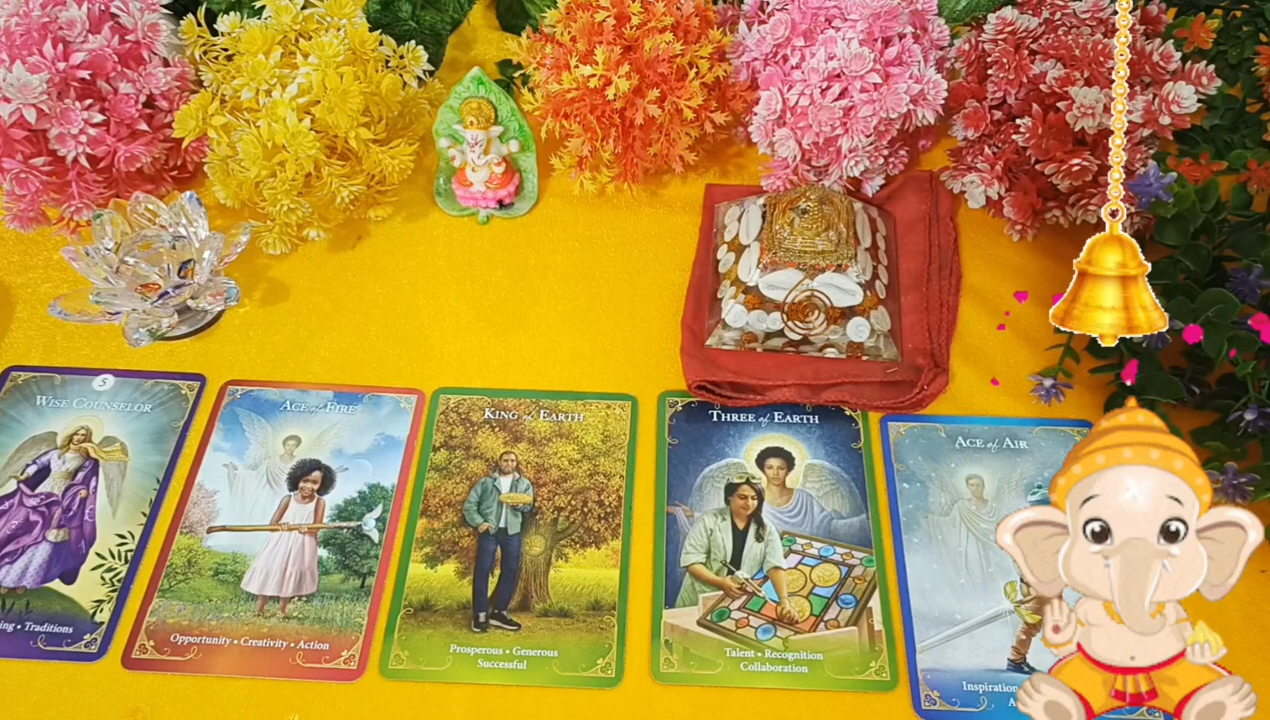 5
WISE COUNSELOR
ing • Traditions
ACE of FIRE
Opportunity • Creativity • Action
KING of EARTH
Prosperous • Generous
Successful
THREE of EARTH
Talent • Recognition
Collaboration
ACE of AIR
Inspiration